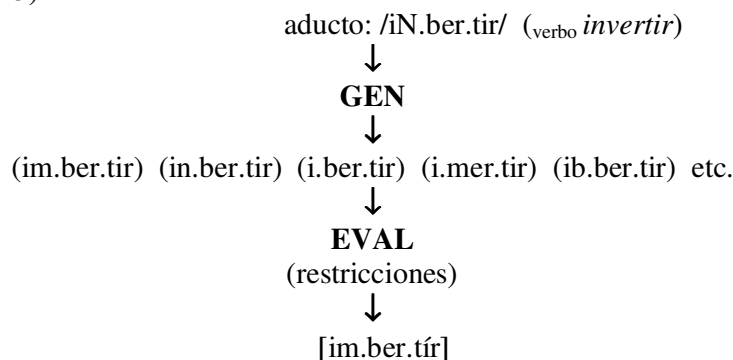 aducto: /iN.ber.tir/ (verbo invertir)
↓
GEN
↓
(im.ber.tir) (in.ber.tir) (i.ber.tir) (i.mer.tir) (ib.ber.tir) etc.
↓
EVAL
(restricciones)
↓
[im.ber.tír]